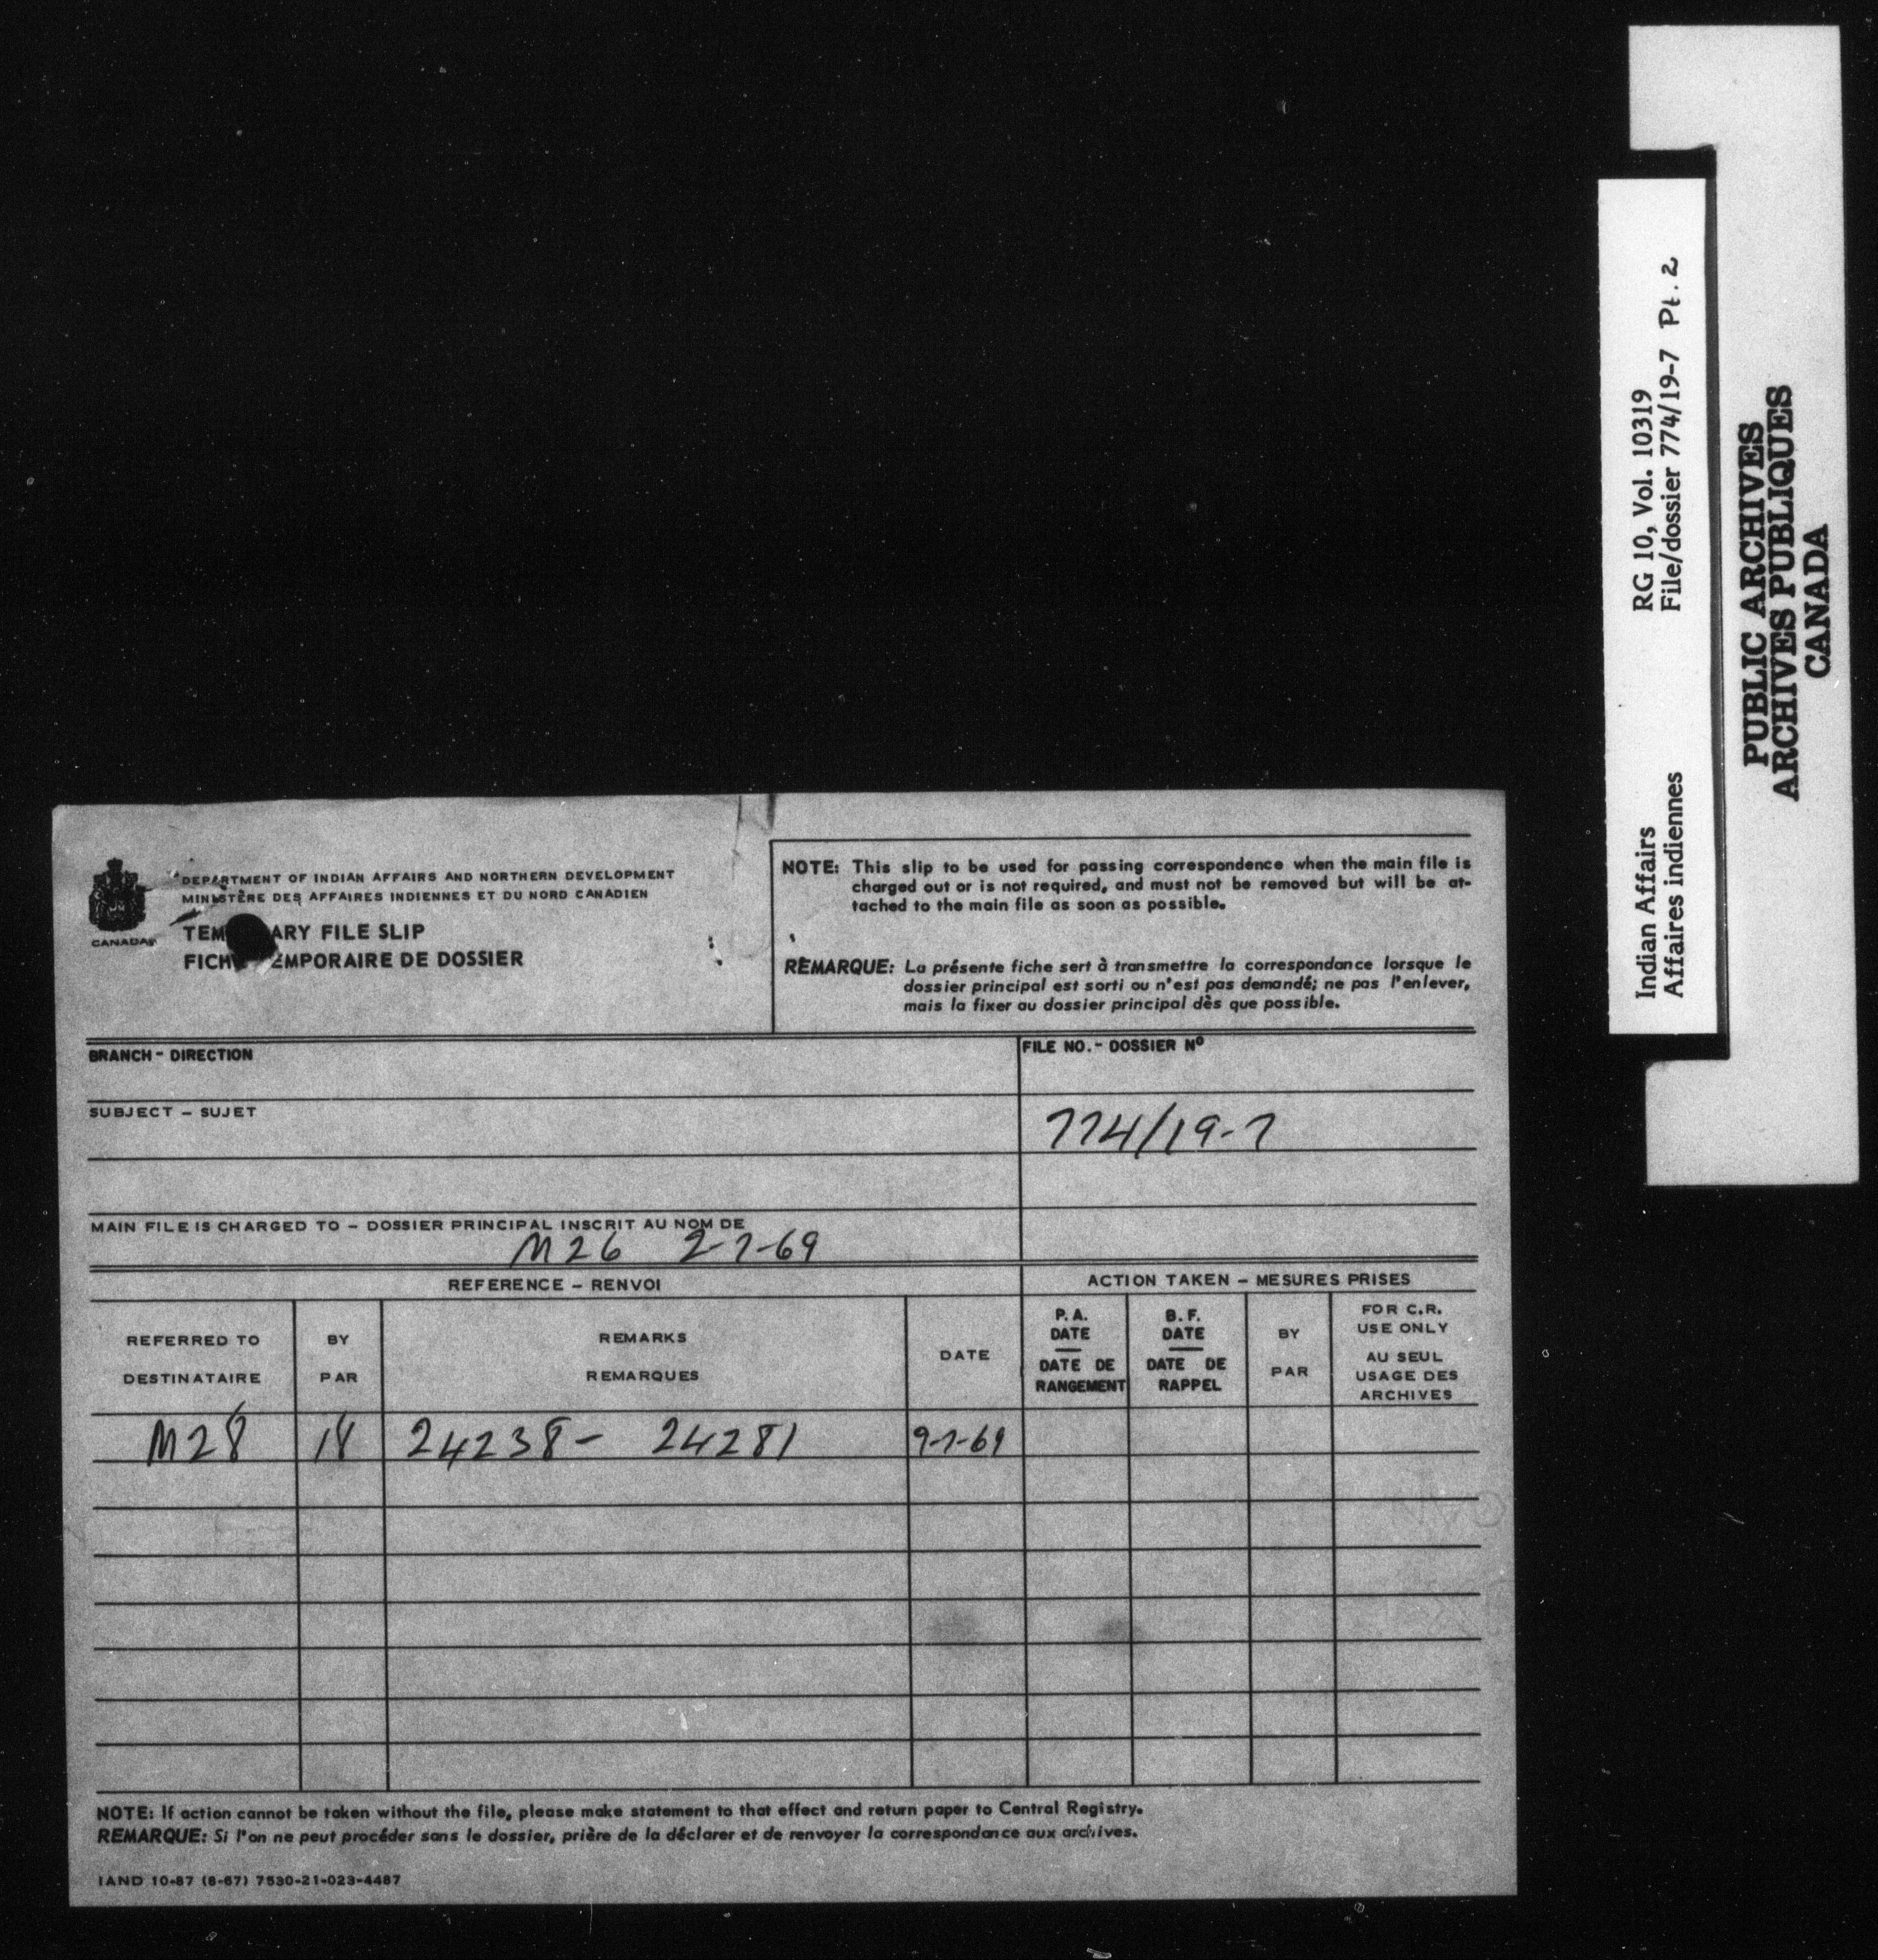 DEPARTMENT OF INDIAN AFFAIRS AND NORTHERN DEVELOPMENT
MINISTÈRE DES AFFAIRES INDIENNES ET DU NORD CANADIEN
CANADA
TEM ARY FILE SLIP
FICH EMPORAIRE DE DOSSIER
NOTE: This slip to be used for passing correspondence when the main file is
charged out or is not required, and must not be removed but will be at-
tached to the main file as soon as possible.
REMARQUE: La présente fiche sert à transmettre la correspondance lorsque le
dossier principal est sorti ou n'est pas demandé; ne pas l'enlever,
mais la fixer au dossier principal dès que possible.
BRANCH - DIRECTION
FILE NO. - DOSSIER Nº
SUBJECT - SUJET
774/19-7
MAIN FILE IS CHARGED TO - DOSSIER PRINCIPAL INSCRIT AU NOM DE
M26 2-7-69
REFERENCE - RENVOI
ACTION TAKEN - MESURES PRISES
REFERRED TO
DESTINATAIRE
BY
PAR
REMARKS
REMARQUES
DATE
P.A.
DATE
DATE DE
RANGEMENT
B.F.
DATE
DATE DE
RAPPEL
BY
PAR
FOR C.R.
USE ONLY
AU SEUL
USAGE DES
ARCHIVES
M28 18 24238- 24281 9-7-69
NOTE: If action cannot be taken without the file, please make statement to that effect and return paper to Central Registry.
REMARQUE: Si l'on ne peut procéder sans le dossier, prière de la déclarer et de renvoyer la correspondance aux archives.
IAND 10-87 (8-67) 7530-21-023-4487
Indian Affairs RG 10, Vol. 10319
Affaires indiennes File/dossier 774/19-7 Pt. 2
PUBLIC ARCHIVES
ARCHIVES PUBLIQUES
CANADA